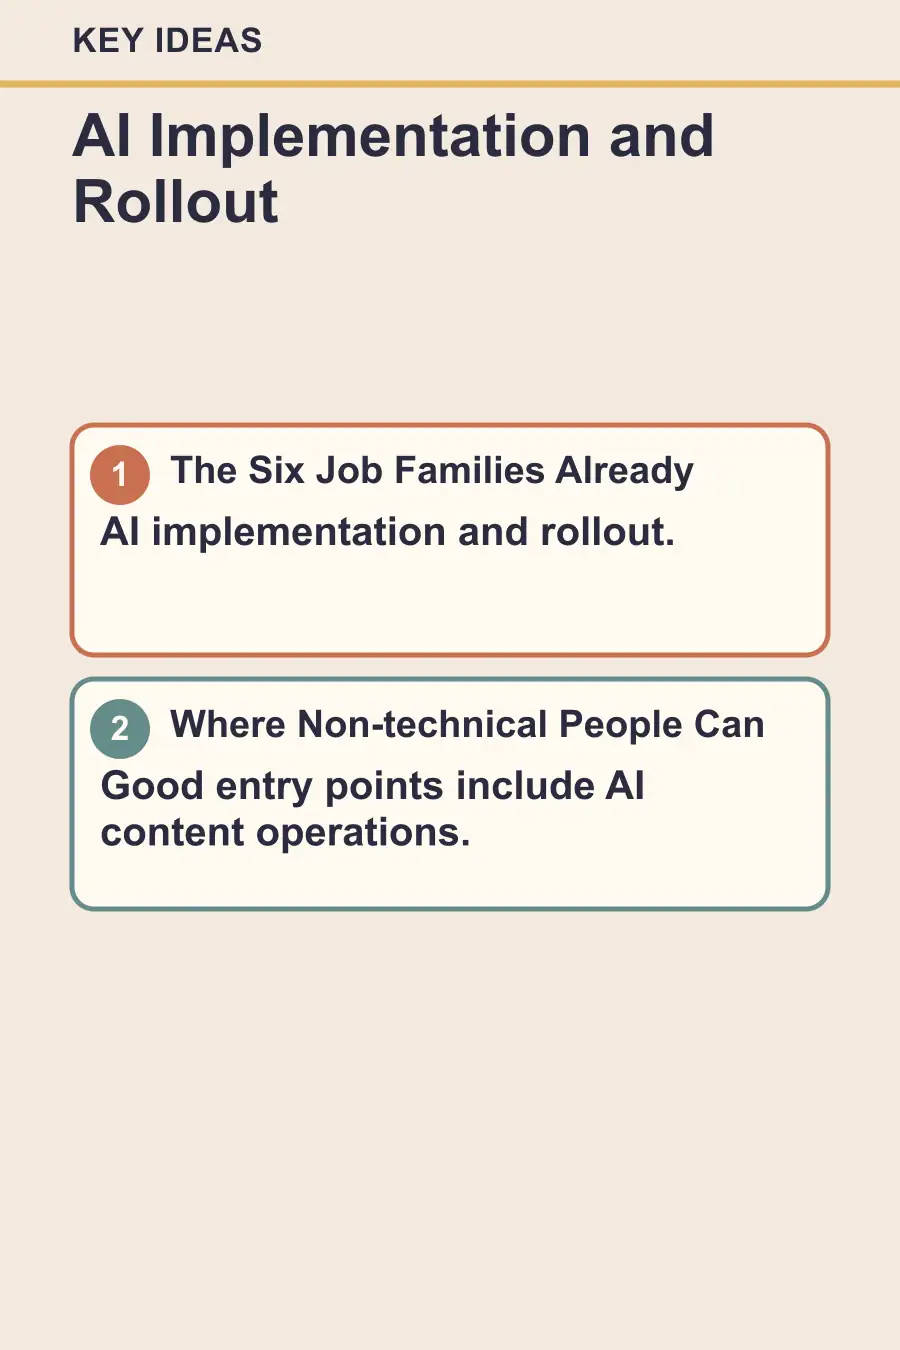 KEY IDEAS
AI Implementation and
Rollout
1 The Six Job Families Already
AI implementation and rollout.
2 Where Non-technical People Can
Good entry points include AI
content operations.